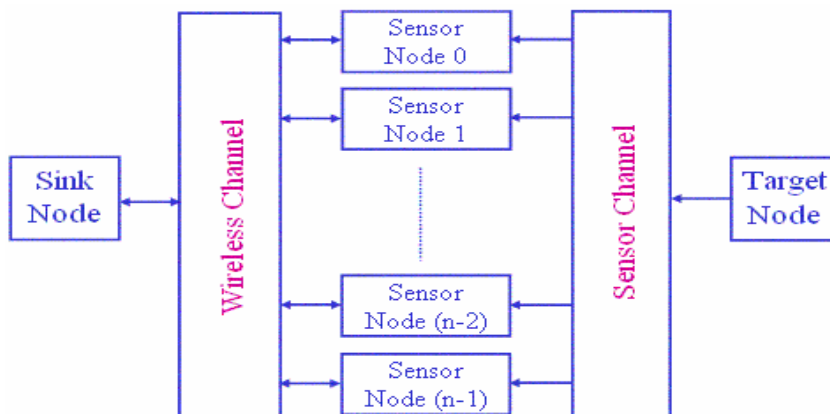 Sink
Node
Wireless Channel
Sensor
Node 0
Sensor
Node 1
Sensor
Node (n-2)
Sensor
Node (n-1)
Sensor Channel
Target
Node